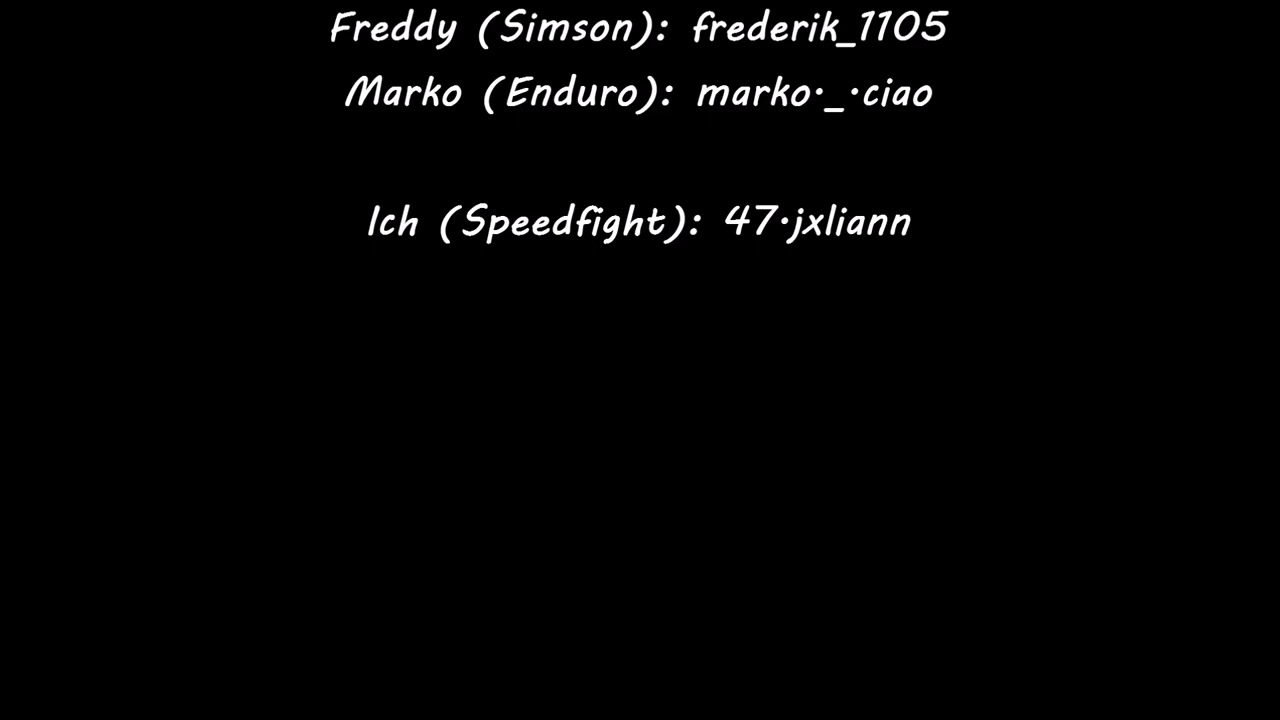 Freddy (Simson): frederik_1105
Marko (Enduro): marko·_·ciao
Ich (Speedfight): 47·jxliann